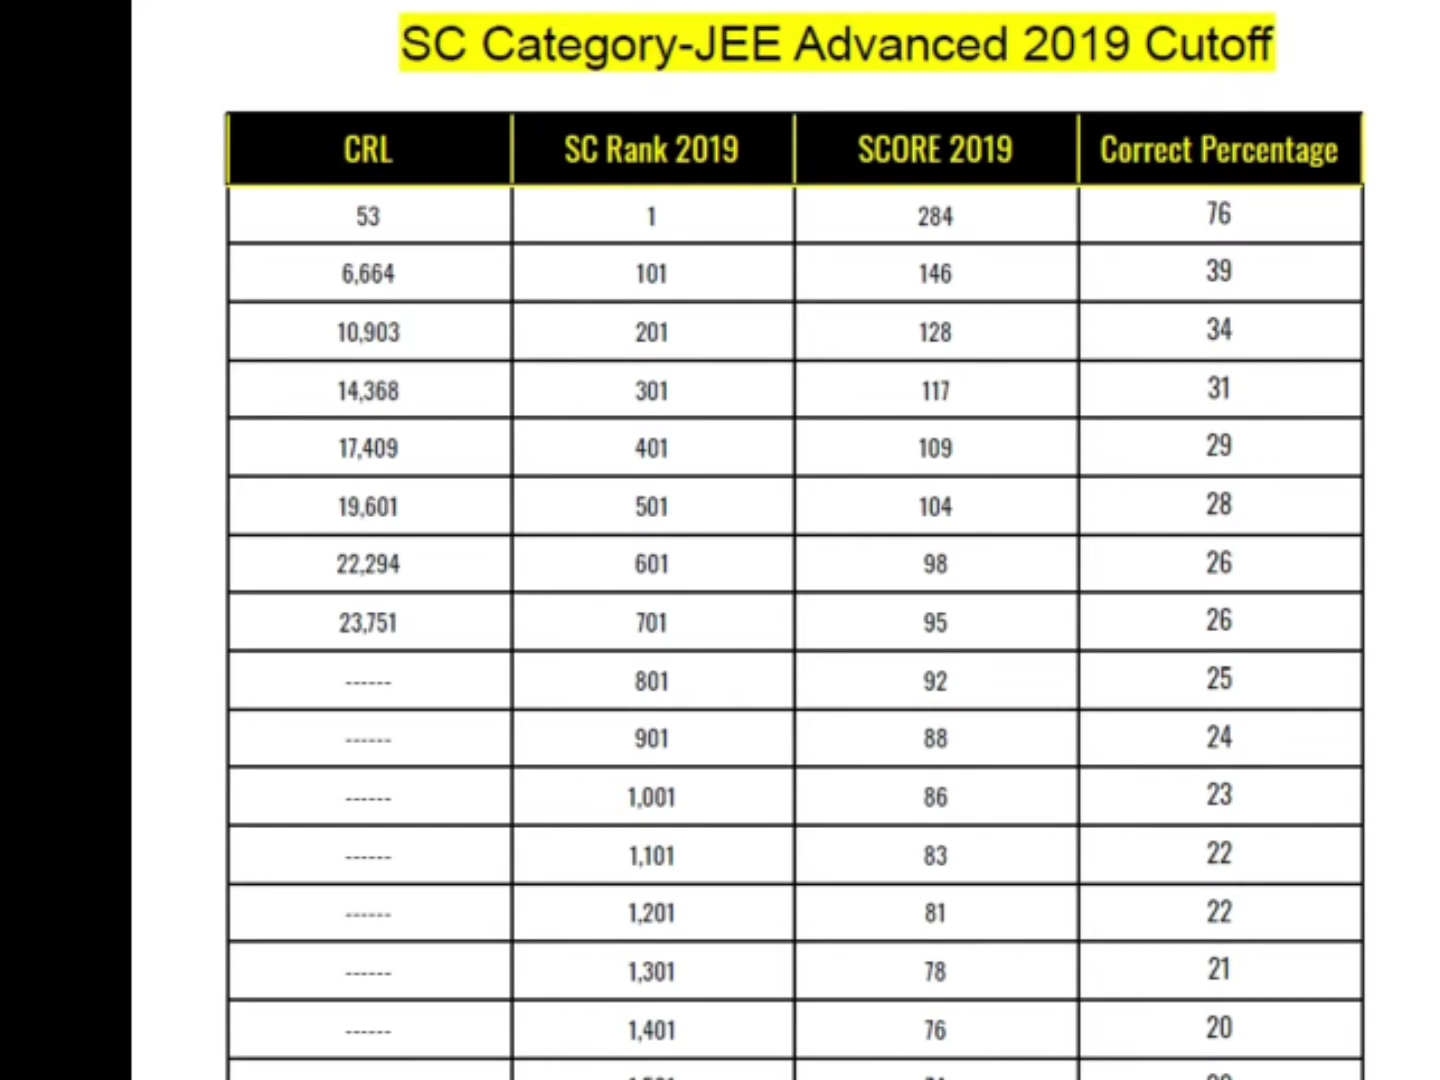 SC Category-JEE Advanced 2019 Cutoff
CRL SC Rank 2019 SCORE 2019 Correct Percentage
53 1 284 76
6,664 101 146 39
10,903 201 128 34
14,368 301 117 31
17,409 401 109 29
19,601 501 104 28
22,294 601 98 26
23,751 701 95 26
------ 801 92 25
------ 901 88 24
------ 1,001 86 23
------ 1,101 83 22
------ 1,201 81 22
------ 1,301 78 21
------ 1,401 76 20